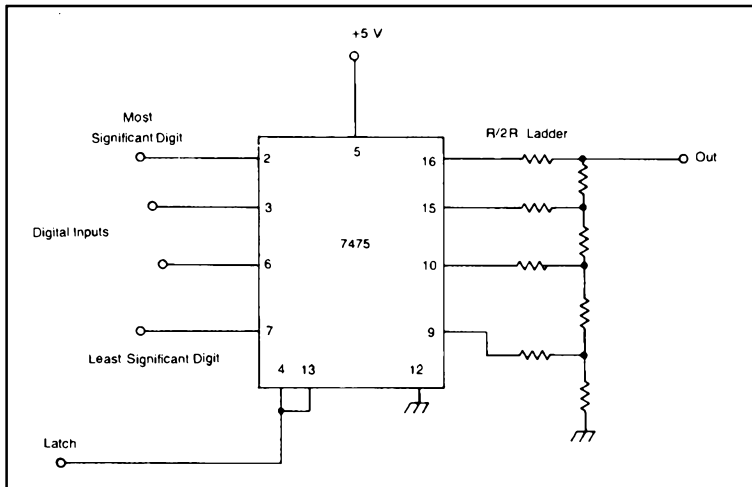 +5 V
Most
Significant Digit
R/2R Ladder
5
2
16
Out
3
15
Digital Inputs
7475
6
10
7
9
Least Significant Digit
4 13
12
Latch